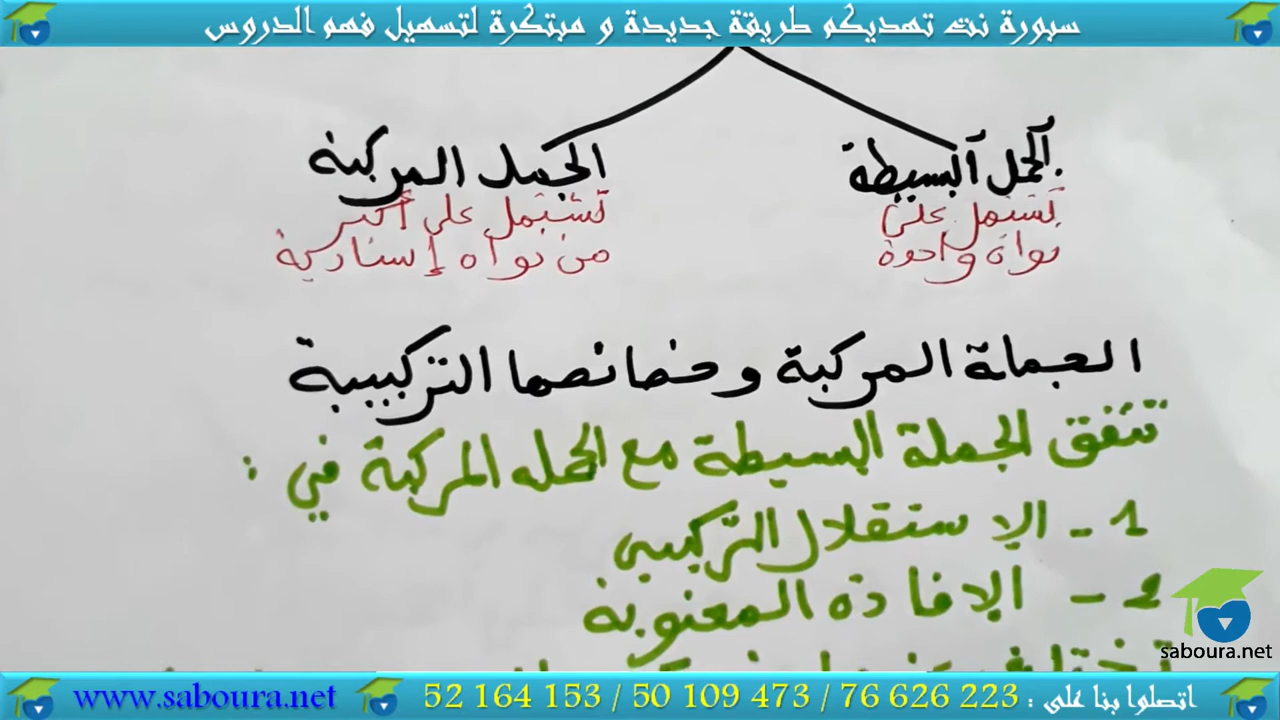 سبورة نت تهديكم طريقة جديدة و مبتكرة لتسهيل فهم الدروس
الجمل البسيطة
تشتمل على
نواة واحدة
الجمل المركبة
تشتمل على أكثر
من نواة إسنادية
الجملة المركبة وخصائصها التركيبية
تتفق الجملة البسيطة مع الجملة المركبة في :
1 - الاستقلال التركيبي
2 - الإفادة المعنوية
saboura.net
اتصلوا بنا على : 52 164 153 / 50 109 473 / 76 626 223
www.saboura.net